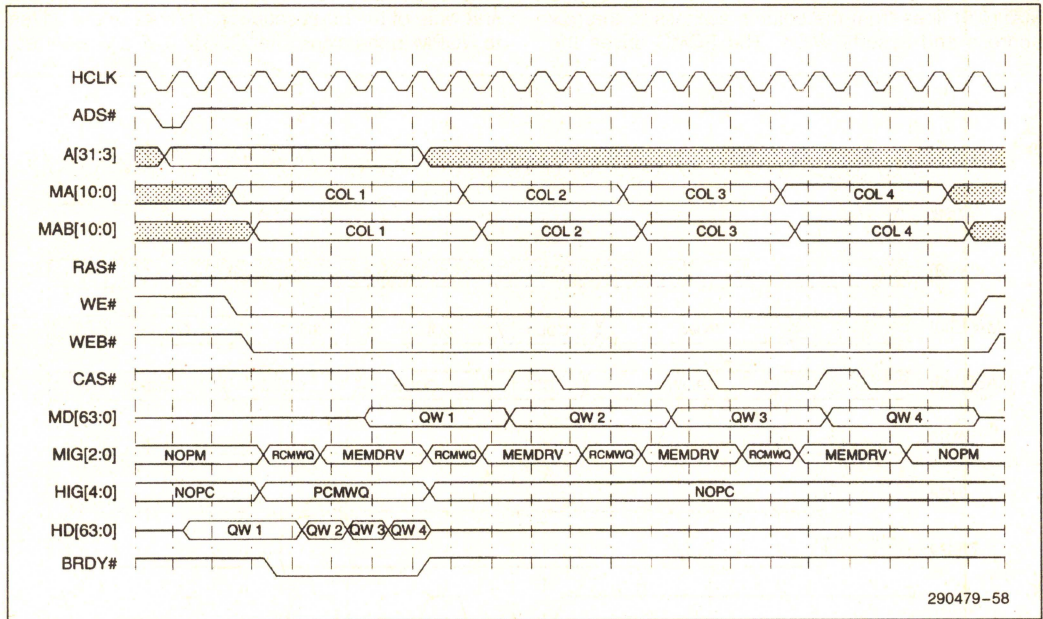 HCLK
ADS#
A[31:3]
MA[10:0] COL 1 COL 2 COL 3 COL 4
MAB[10:0] COL 1 COL 2 COL 3 COL 4
RAS#
WE#
WEB#
CAS#
MD[63:0] QW 1 QW 2 QW 3 QW 4
MIG[2:0] NOPM RCMWQ MEMDRV RCMWQ MEMDRV RCMWQ MEMDRV RCMWQ MEMDRV NOPM
HIG[4:0] NOPC PCMWQ NOPC
HD[63:0] QW 1 QW 2 QW 3 QW 4
BRDY#
290479-58